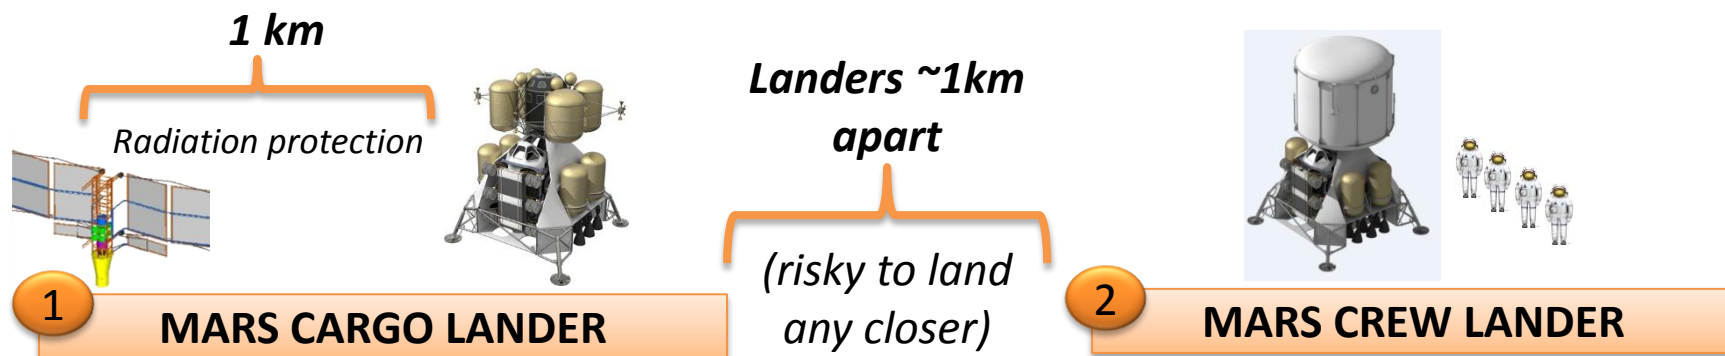 1 km
Radiation protection
1
MARS CARGO LANDER
Landers ~1km
apart
(risky to land
any closer)
2
MARS CREW LANDER